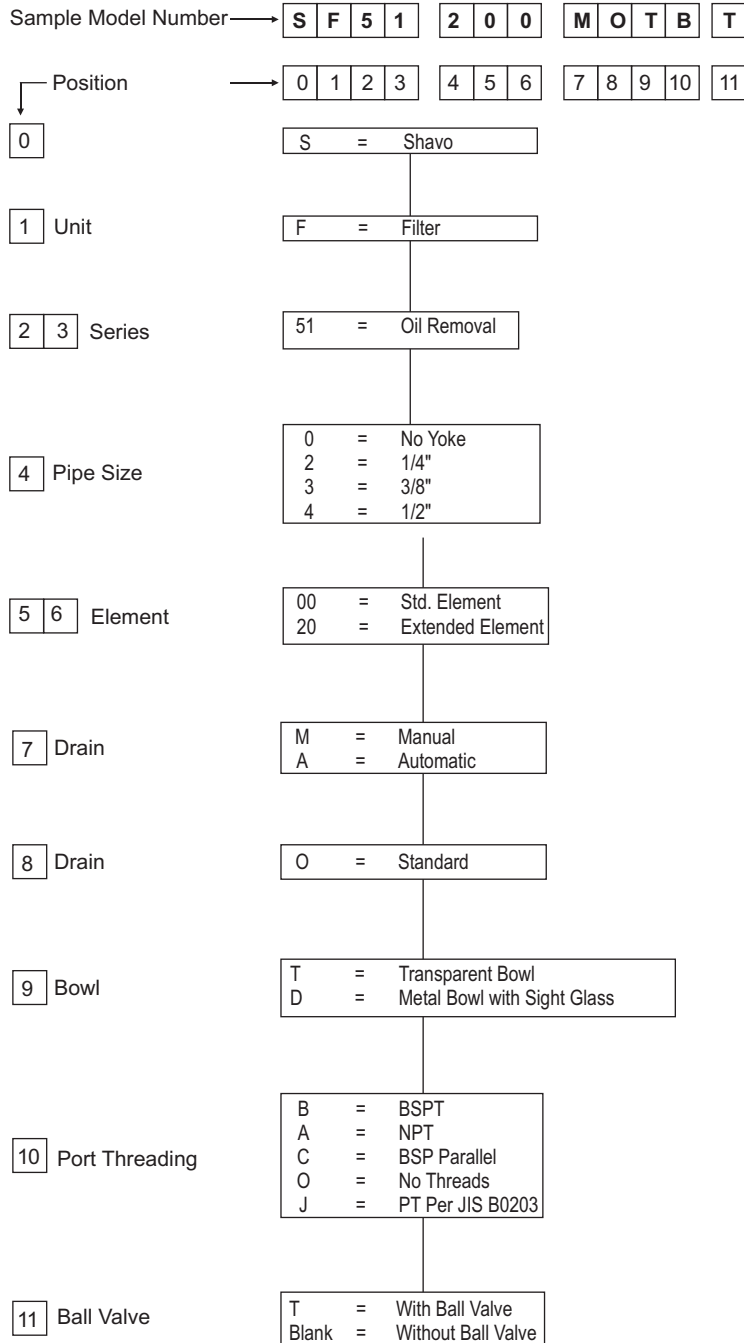 Sample Model Number S F 5 1 2 0 0 M O T B T
Position 0 1 2 3 4 5 6 7 8 9 10 11
0 S = Shavo
1 Unit F = Filter
2 3 Series 51 = Oil Removal
0 = No Yoke
4 Pipe Size 2 = 1/4"
3 = 3/8"
4 = 1/2"
5 6 Element 00 = Std. Element
20 = Extended Element
7 Drain M = Manual
A = Automatic
8 Drain O = Standard
9 Bowl T = Transparent Bowl
D = Metal Bowl with Sight Glass
B = BSPT
A = NPT
10 Port Threading C = BSP Parallel
O = No Threads
J = PT Per JIS B0203
11 Ball Valve T = With Ball Valve
Blank = Without Ball Valve